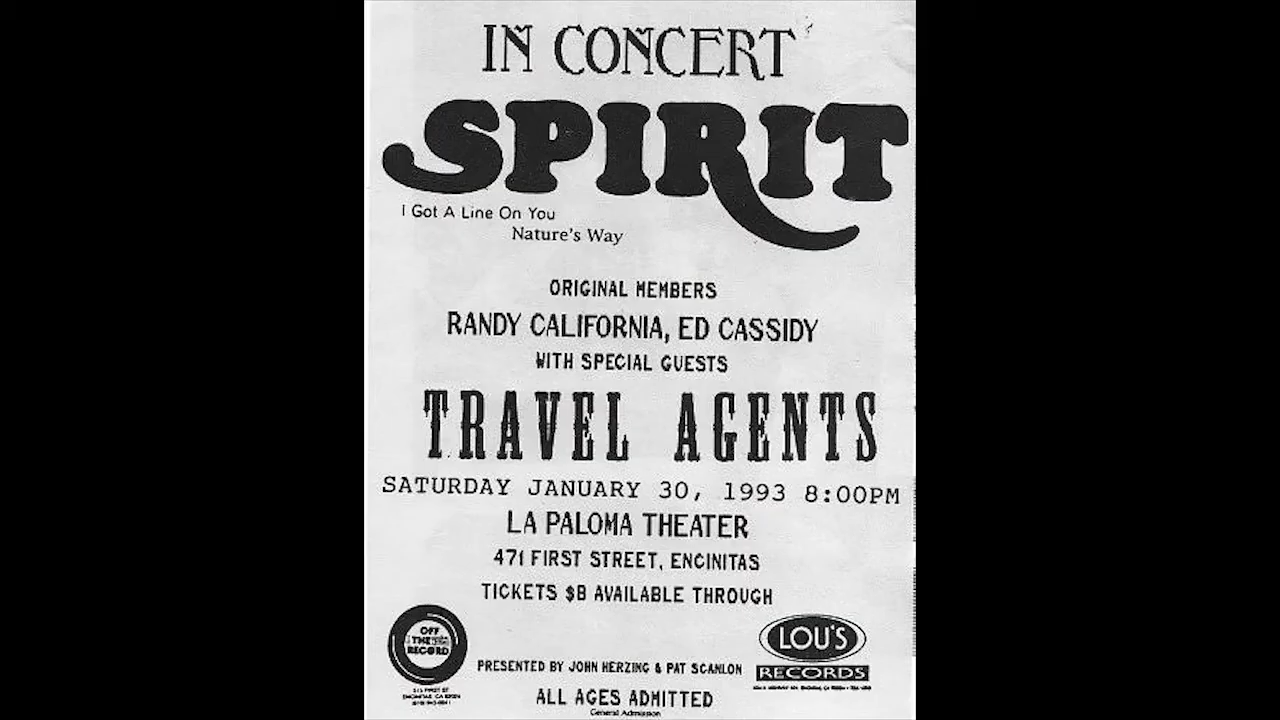 IN CONCERT
SPIRIT
I Got A Line On You
Nature's Way
ORIGINAL MEMBERS
RANDY CALIFORNIA, ED CASSIDY
WITH SPECIAL GUESTS
TRAVEL AGENTS
SATURDAY JANUARY 30, 1993 8:00PM
LA PALOMA THEATER
471 FIRST STREET, ENCINITAS
TICKETS $8 AVAILABLE THROUGH
OFF
THE
RECORD
LOU'S
RECORDS
PRESENTED BY JOHN HERZING & PAT SCANLON
ALL AGES ADMITTED
General Admission